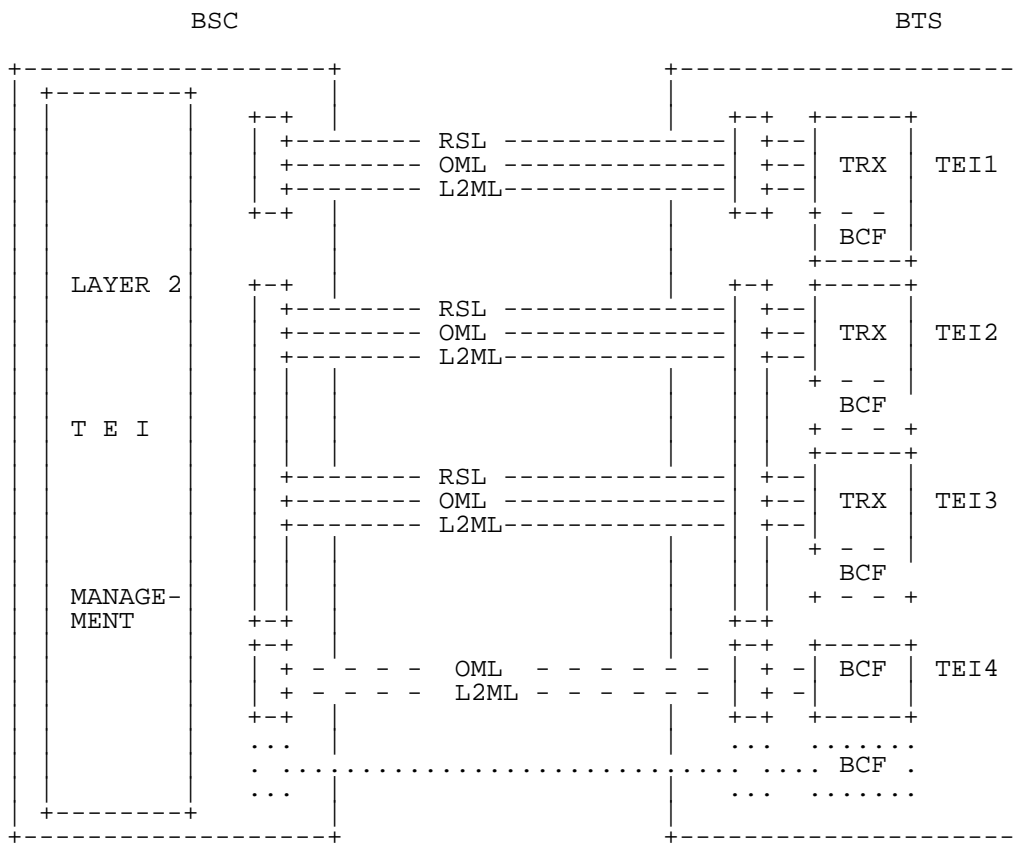 BSC BTS
RSL
OML TRX TEI1
L2ML
BCF
LAYER 2
RSL
OML TRX TEI2
L2ML
BCF
T E I
RSL
OML TRX TEI3
L2ML
BCF
MANAGE-
MENT
OML BCF TEI4
L2ML
BCF